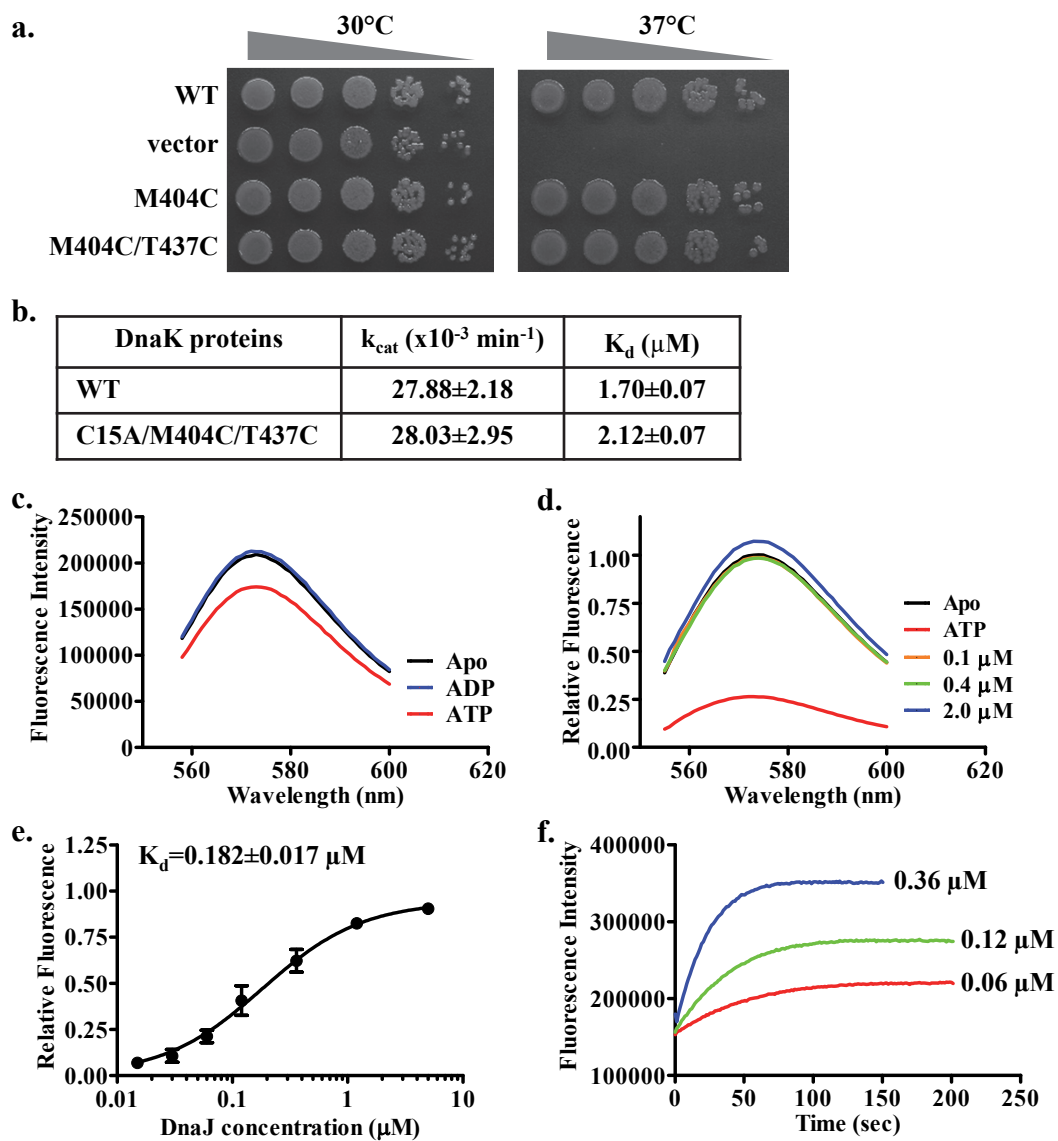 a.
30°C
37°C
WT
vector
M404C
M404C/T437C
b.
DnaK proteins
k_cat (x10^-3 min^-1)
K_d (μM)
WT
27.88±2.18
1.70±0.07
C15A/M404C/T437C
28.03±2.95
2.12±0.07
c.
Fluorescence Intensity
250000
200000
150000
100000
50000
0
560
580
600
620
Wavelength (nm)
Apo
ADP
ATP
d.
Relative Fluorescence
1.00
0.75
0.50
0.25
0.00
560
580
600
620
Wavelength (nm)
Apo
ATP
0.1 μM
0.4 μM
2.0 μM
e.
K_d=0.182±0.017 μM
Relative Fluorescence
1.25
1.00
0.75
0.50
0.25
0.00
0.01
0.1
1
10
DnaJ concentration (μM)
f.
Fluorescence Intensity
400000
300000
200000
100000
0
50
100
150
200
250
Time (sec)
0.36 μM
0.12 μM
0.06 μM